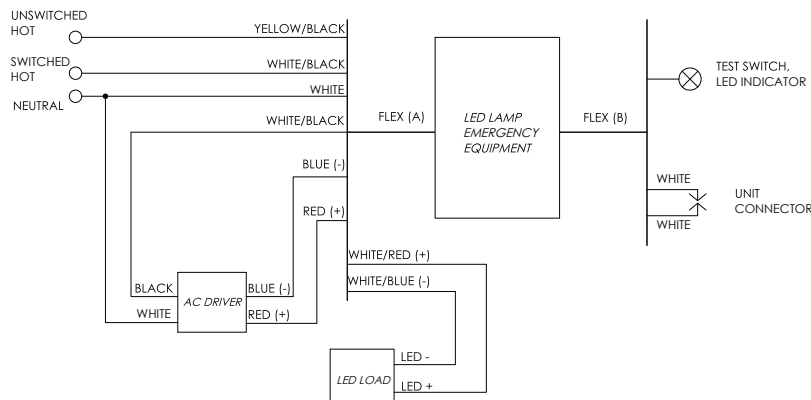 UNSWITCHED
HOT
YELLOW/BLACK
SWITCHED
HOT
WHITE/BLACK
NEUTRAL
WHITE
WHITE/BLACK
FLEX (A)
LED LAMP
EMERGENCY
EQUIPMENT
FLEX (B)
TEST SWITCH,
LED INDICATOR
BLUE (-)
RED (+)
WHITE
WHITE
UNIT
CONNECTOR
WHITE/RED (+)
WHITE/BLUE (-)
BLACK
WHITE
AC DRIVER
BLUE (-)
RED (+)
LED LOAD
LED -
LED +